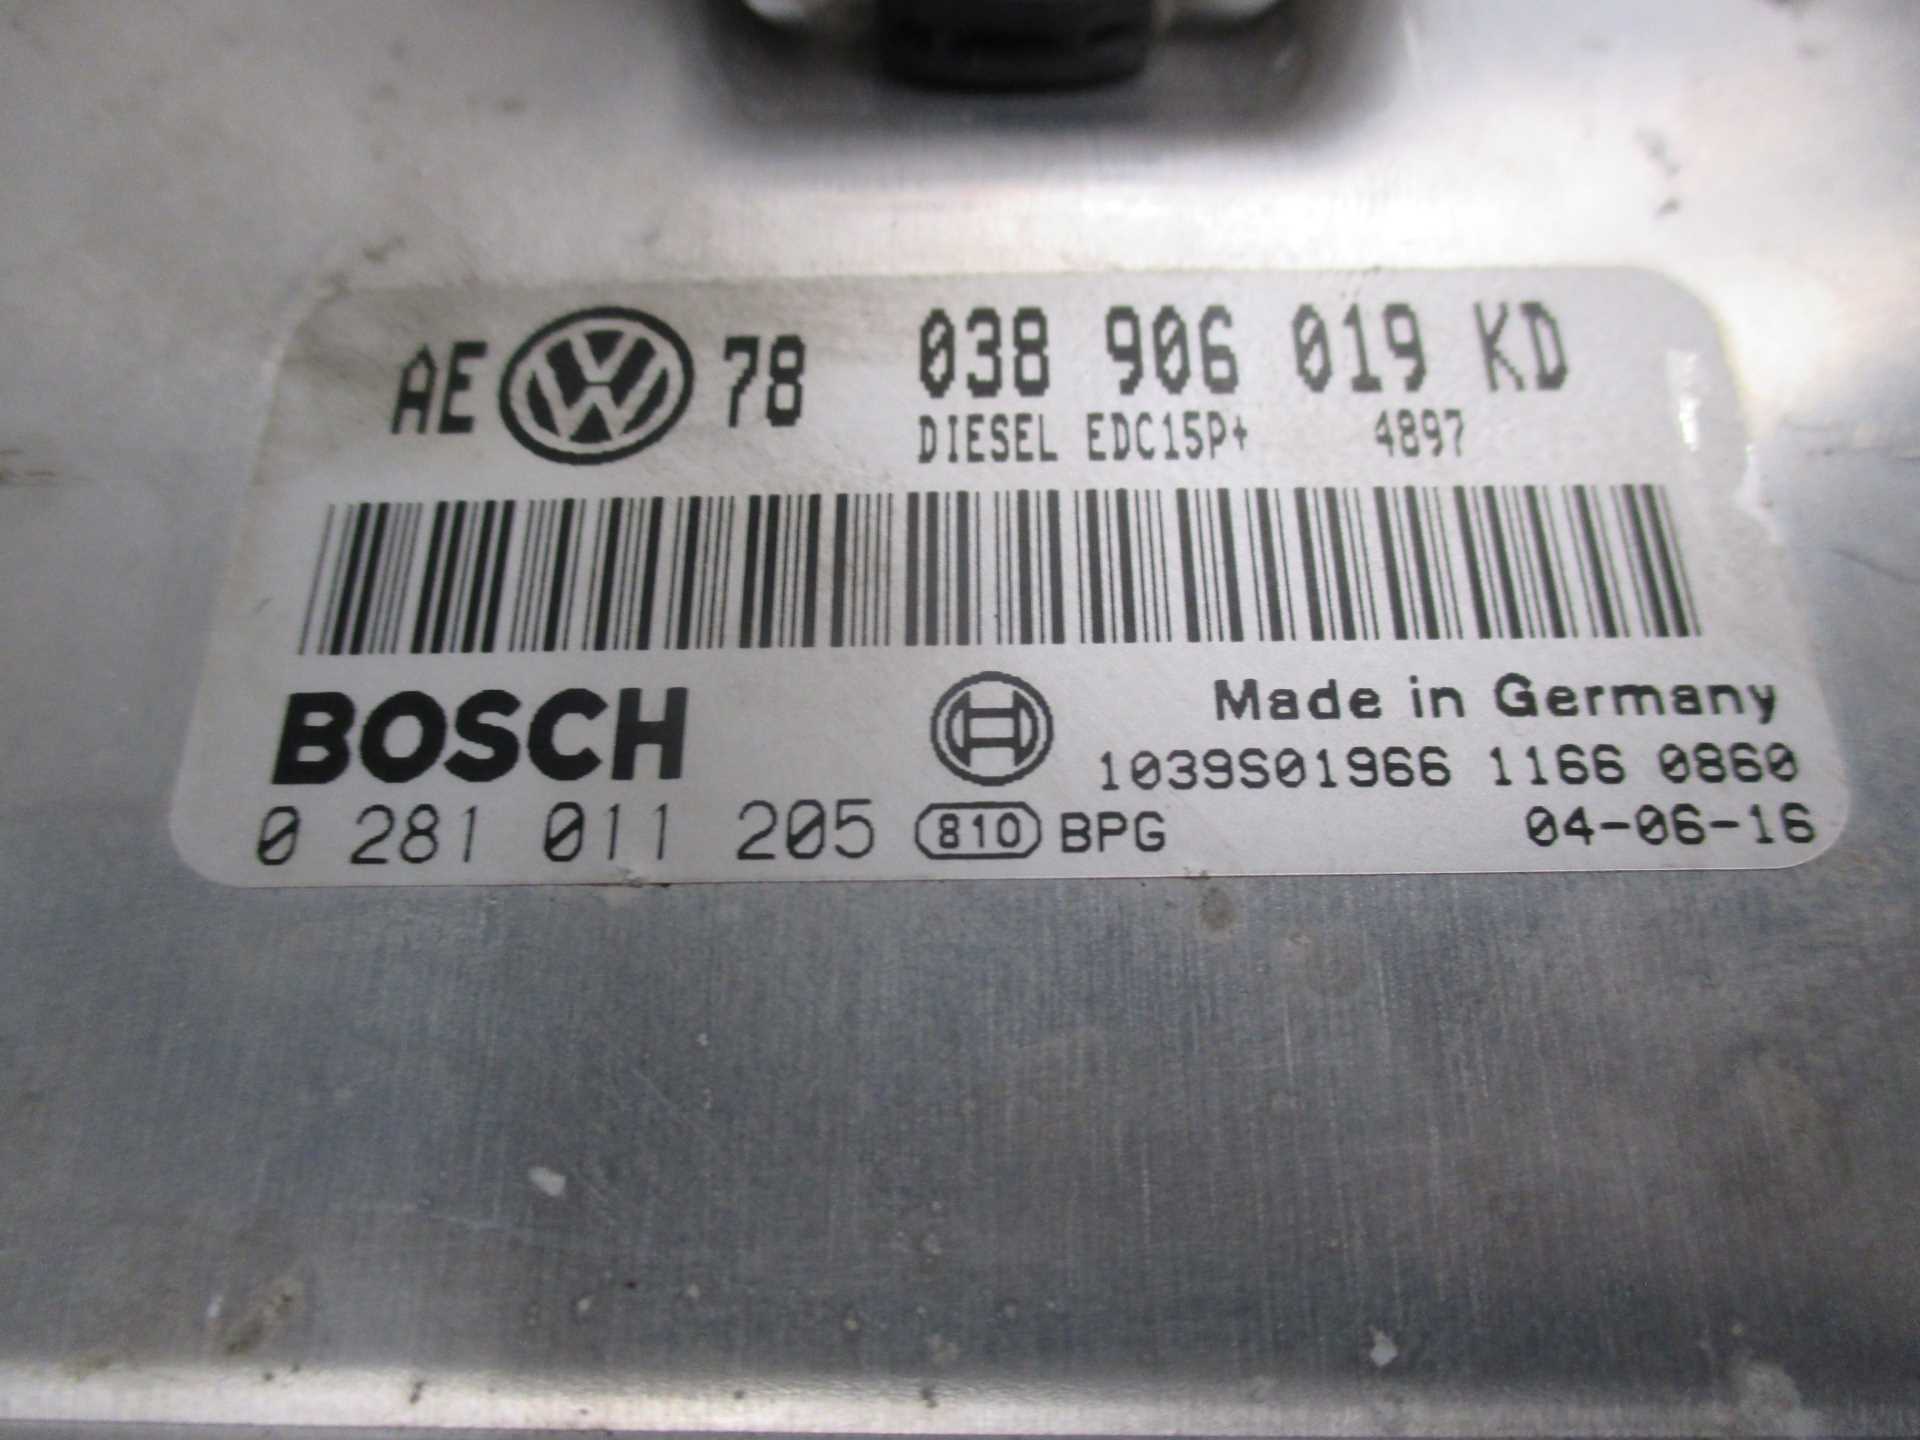 AE VW 78 038 906 019 KD
DIESEL EDC15P+ 4897
BOSCH Made in Germany
1039S01966 1166 0860
0 281 011 205 810 BPG 04-06-16